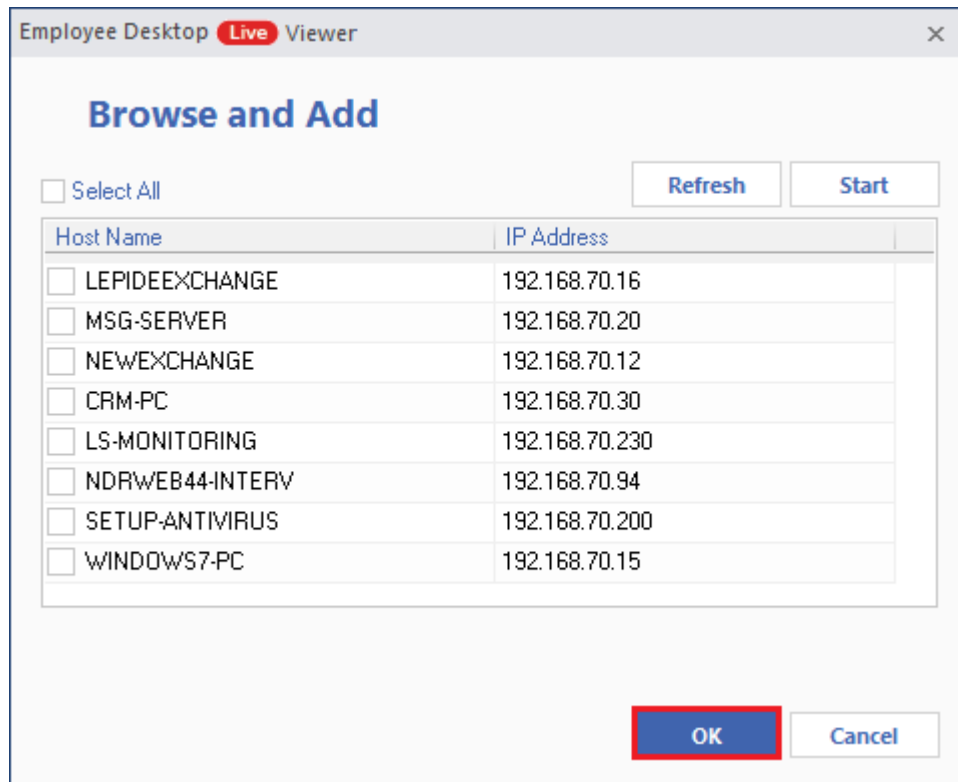 Employee Desktop Live Viewer
Browse and Add
Select All
Refresh Start
Host Name IP Address
LEPIDEEXCHANGE 192.168.70.16
MSG-SERVER 192.168.70.20
NEWEXCHANGE 192.168.70.12
CRM-PC 192.168.70.30
LS-MONITORING 192.168.70.230
NDRWEB44-INTERV 192.168.70.94
SETUP-ANTIVIRUS 192.168.70.200
WINDOWS7-PC 192.168.70.15
OK Cancel